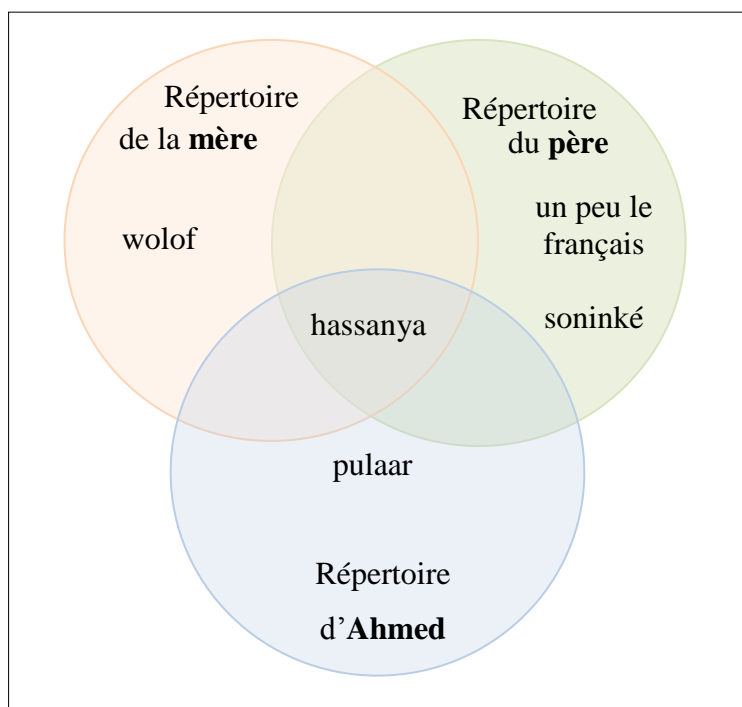 Répertoire
de la mère
Répertoire
du père
un peu le
français
wolof
soninké
hassanya
pulaar
Répertoire
d’Ahmed